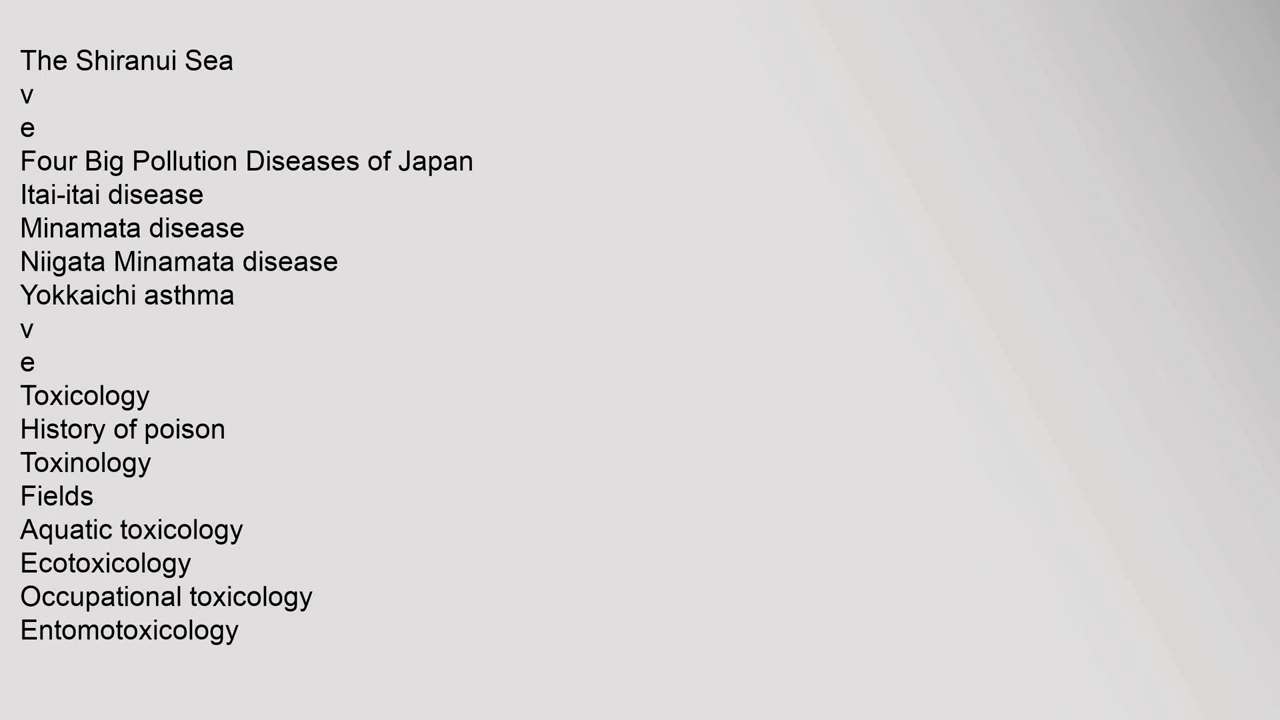 The Shiranui Sea
v
e
Four Big Pollution Diseases of Japan
Itai-itai disease
Minamata disease
Niigata Minamata disease
Yokkaichi asthma
v
e
Toxicology
History of poison
Toxinology
Fields
Aquatic toxicology
Ecotoxicology
Occupational toxicology
Entomotoxicology